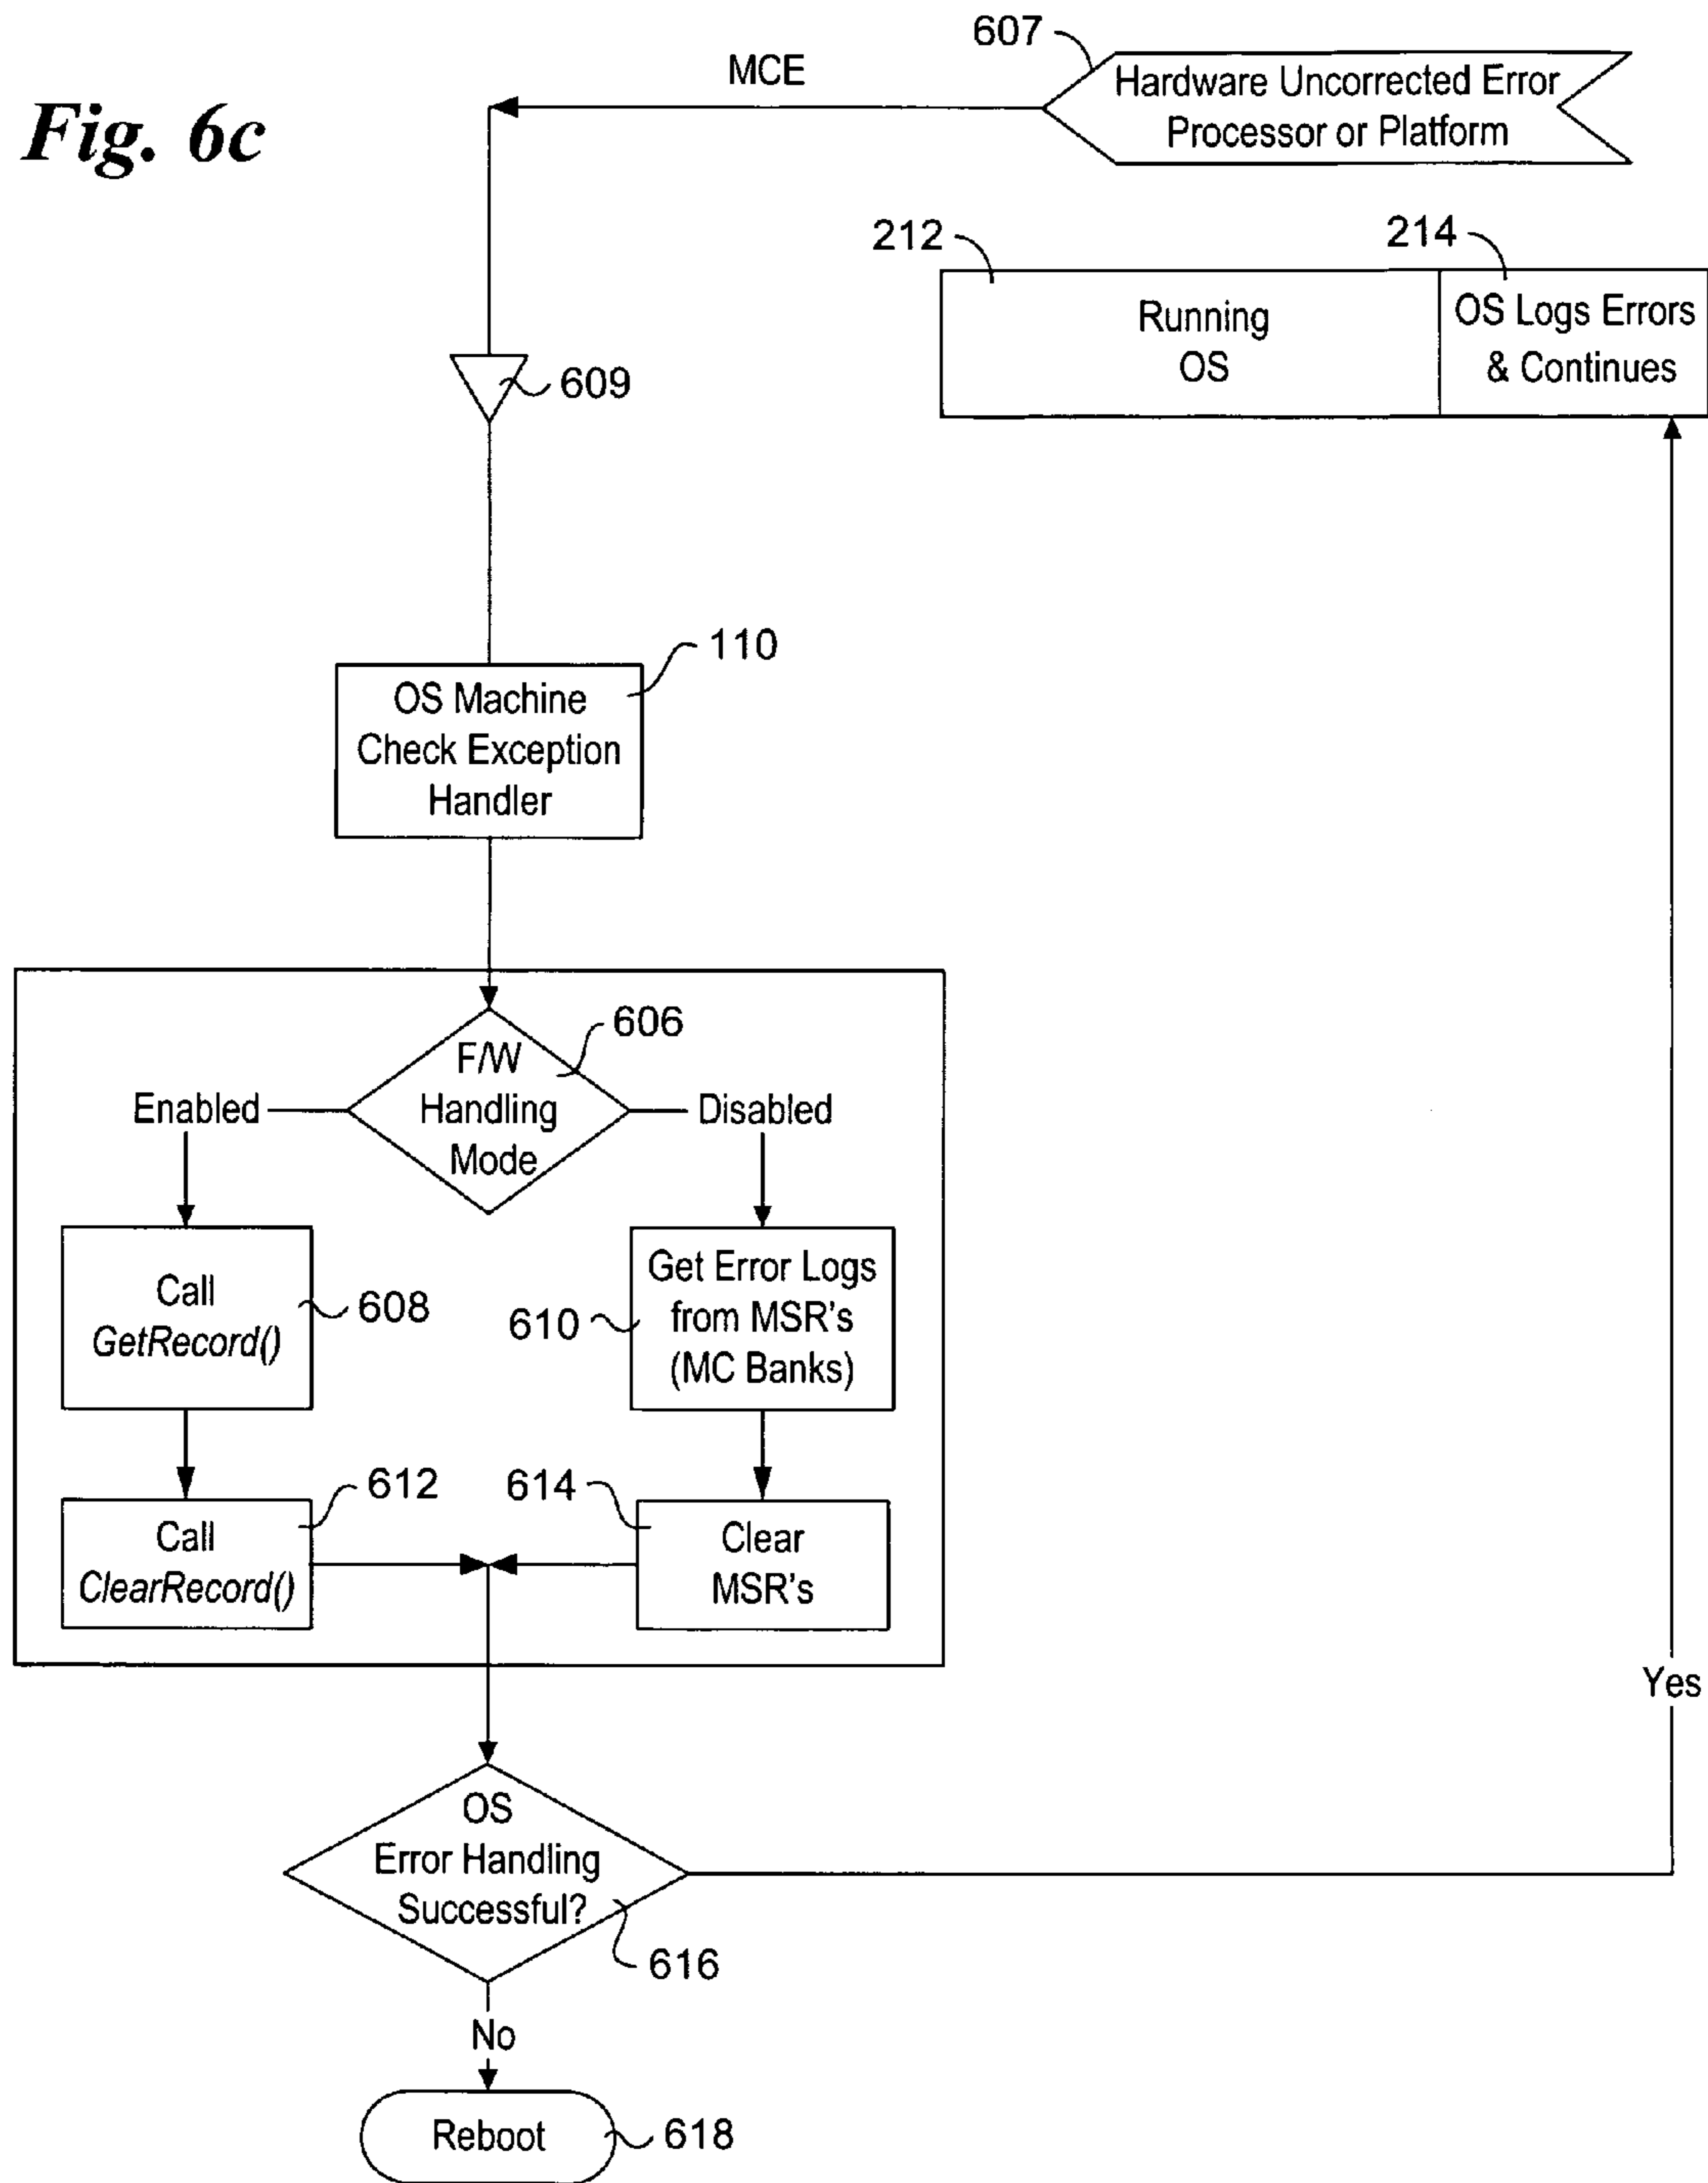 Fig. 6c
MCE
607
Hardware Uncorrected Error
Processor or Platform
212
214
Running
OS
OS Logs Errors
& Continues
609
110
OS Machine
Check Exception
Handler
606
F/W
Handling
Mode
Enabled
Disabled
Call
GetRecord()
608
610
Get Error Logs
from MSR's
(MC Banks)
612
614
Call
ClearRecord()
Clear
MSR's
Yes
OS
Error Handling
Successful?
616
No
Reboot
618